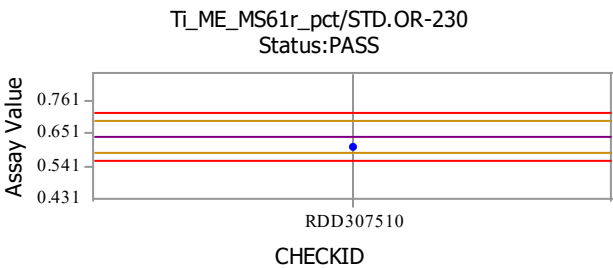 Ti_ME_MS61r_pct/STD.OR-230
Status:PASS
Assay Value
0.761
0.651
0.541
0.431
RDD307510
CHECKID